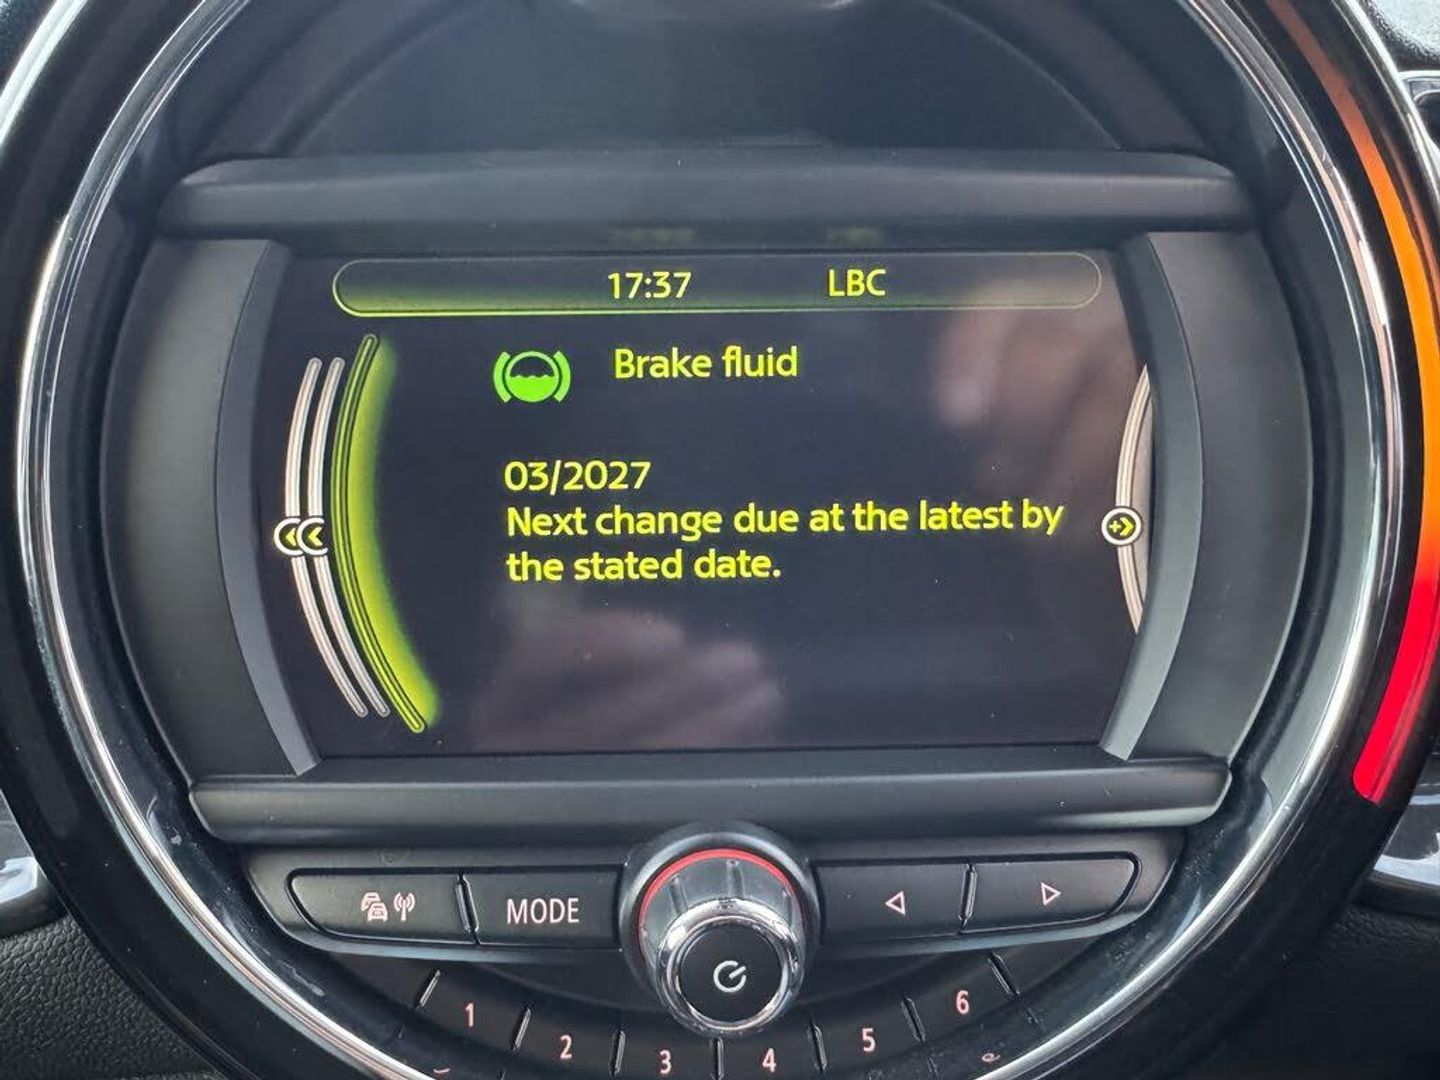 17:37 LBC
Brake fluid
03/2027
Next change due at the latest by
the stated date.
MODE
1 2 3 4 5 6